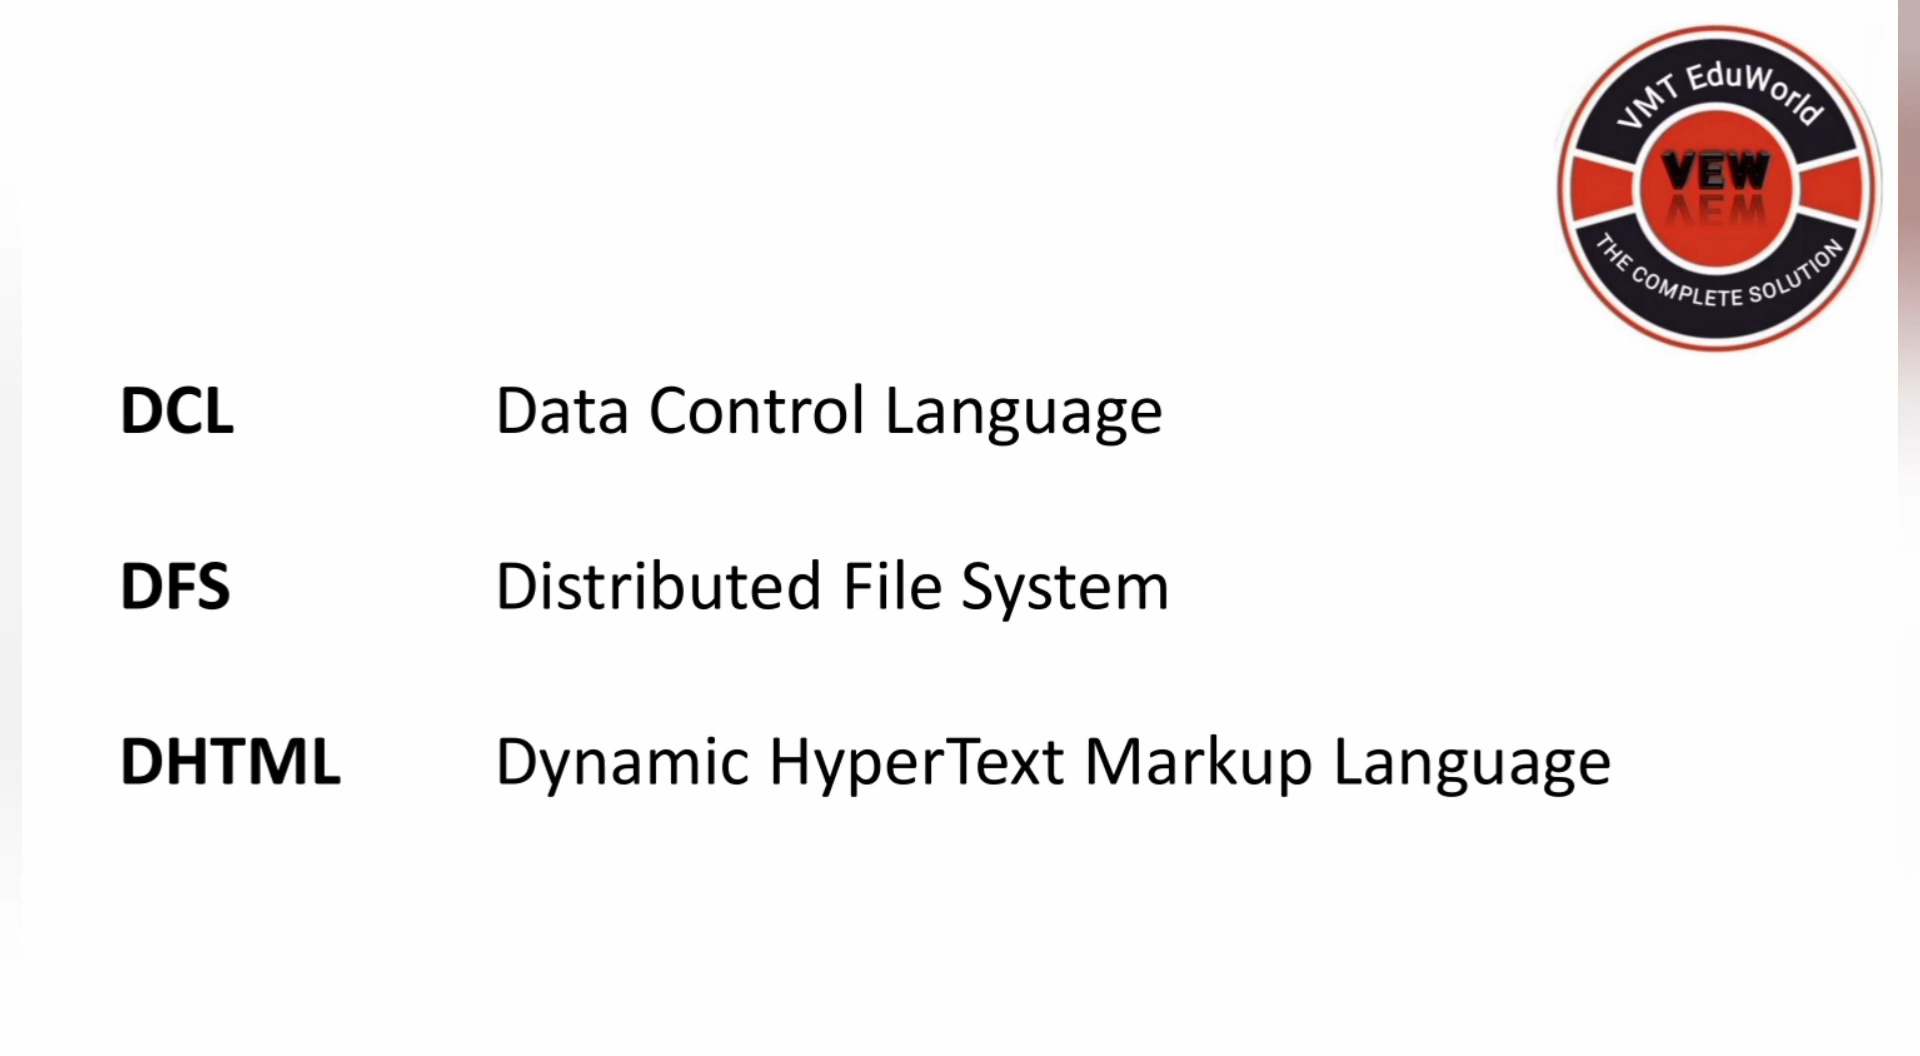 VMT EduWorld
VEW
THE COMPLETE SOLUTION
DCL Data Control Language
DFS Distributed File System
DHTML Dynamic HyperText Markup Language